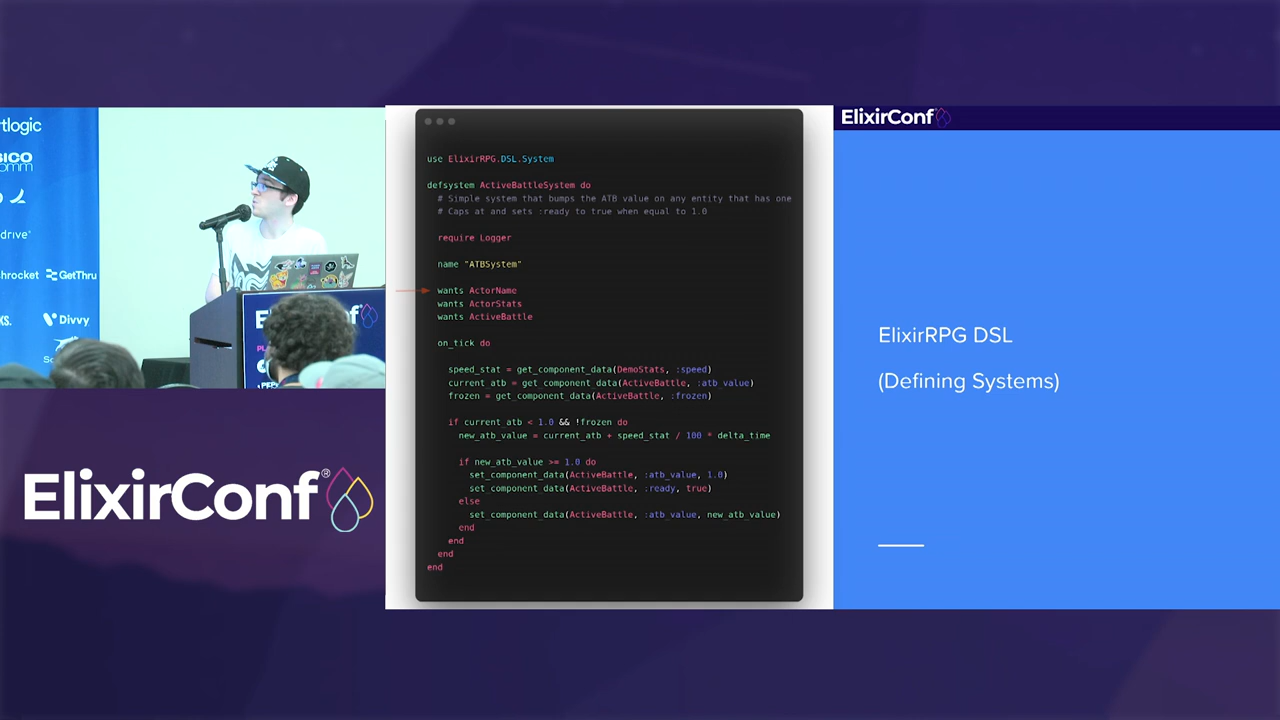 tlogic
drive
hrocket
GetThru
KS.
Divvy
ElixirConf®
use ElixirRPG.DSL.System
defsystem ActiveBattleSystem do
# Simple system that bumps the ATB value on any entity that has one
# Caps at and sets :ready to true when equal to 1.0
require Logger
name "ATBSystem"
wants ActorName
wants ActorStats
wants ActiveBattle
on_tick do
speed_stat = get_component_data(DemoStats, :speed)
current_atb = get_component_data(ActiveBattle, :atb_value)
frozen = get_component_data(ActiveBattle, :frozen)
if current_atb < 1.0 && !frozen do
new_atb_value = current_atb + speed_stat / 100 * delta_time
if new_atb_value >= 1.0 do
set_component_data(ActiveBattle, :atb_value, 1.0)
set_component_data(ActiveBattle, :ready, true)
else
set_component_data(ActiveBattle, :atb_value, new_atb_value)
end
end
end
end
ElixirConf
ElixirRPG DSL
(Defining Systems)